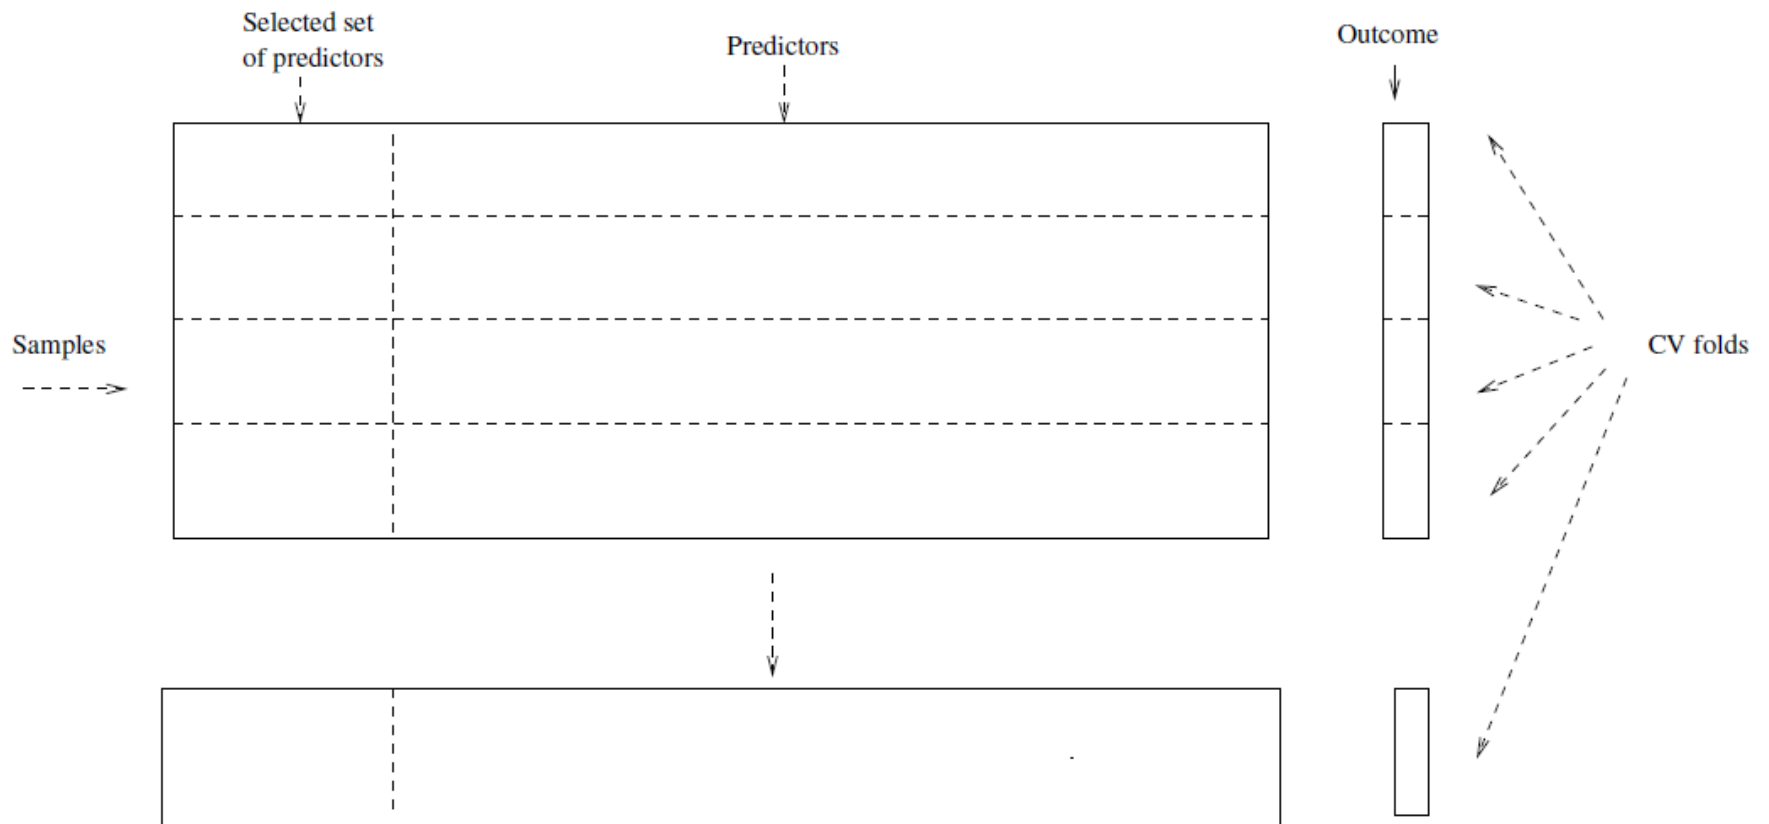 Selected set
of predictors
Predictors
Outcome
Samples
CV folds